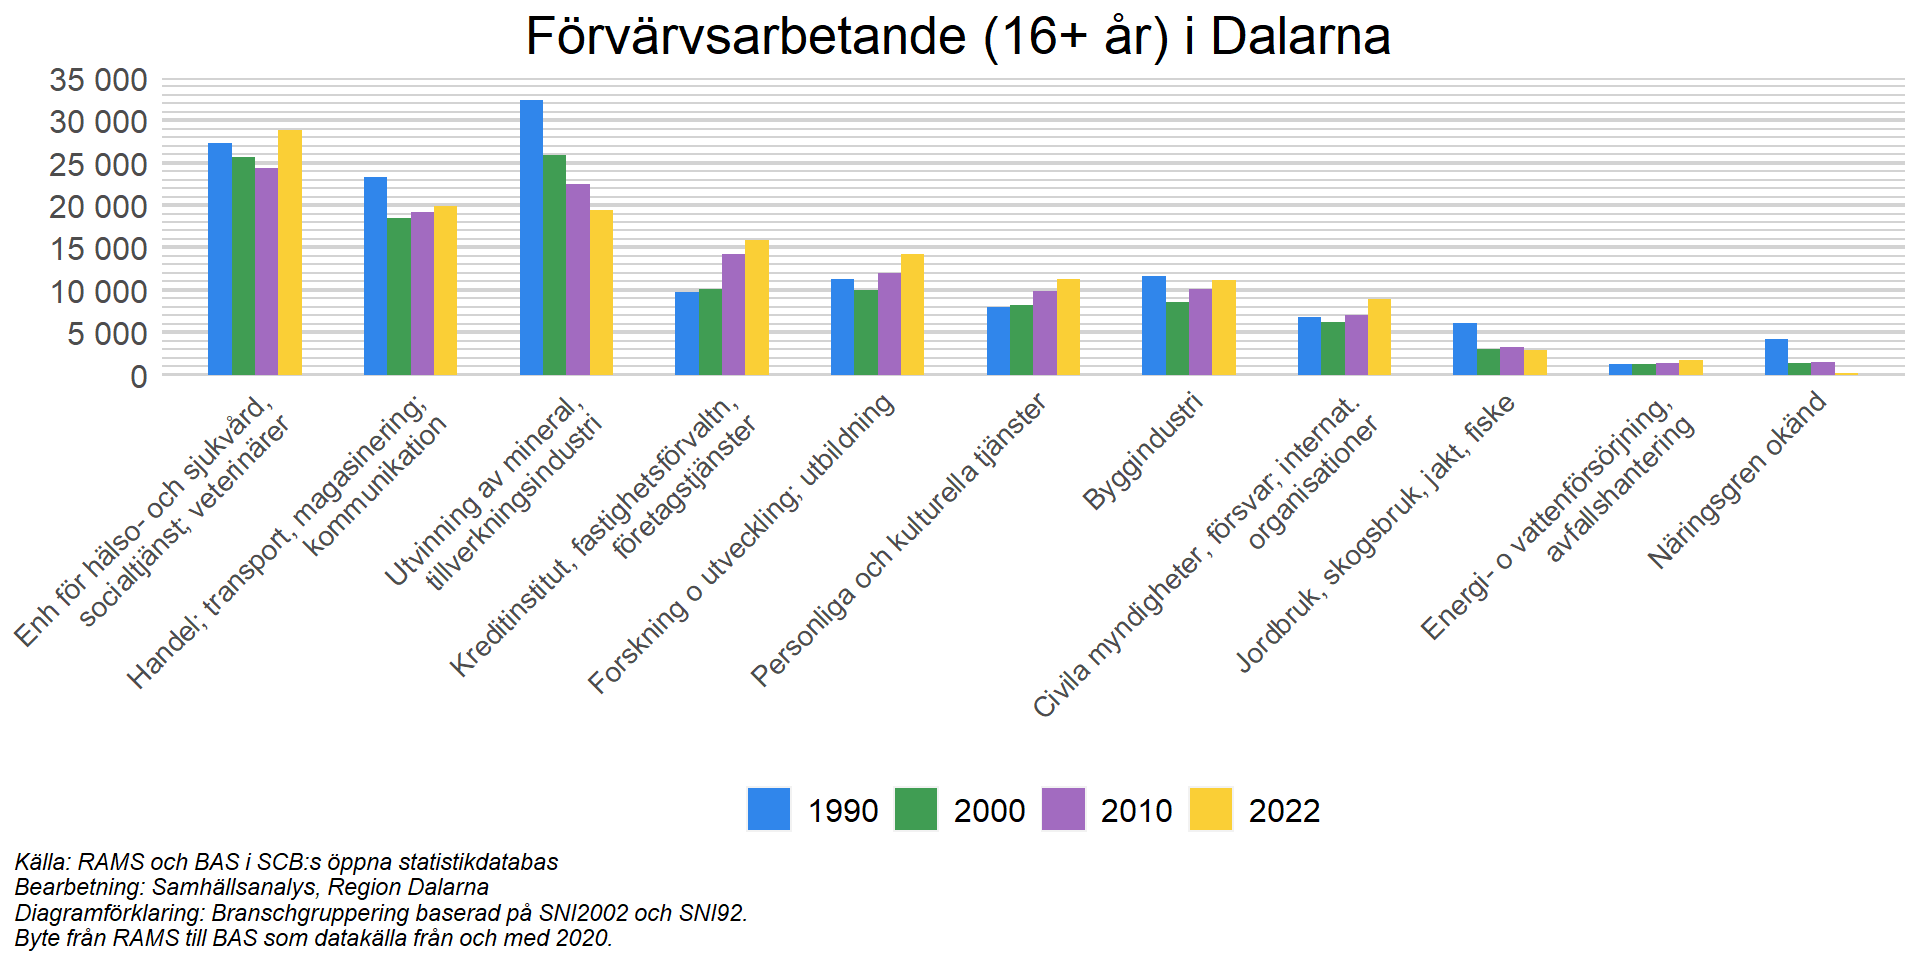 Förvärvsarbetande (16+ år) i Dalarna
35 000
30 000
25 000
20 000
15 000
10 000
5 000
0
Enh för hälso- och sjukvård,
socialtjänst; veterinärer
Handel; transport, magasinering;
kommunikation
Utvinning av mineral,
tillverkningsindustri
Kreditinstitut, fastighetsförvaltn,
företagstjänster
Forskning o utveckling; utbildning
Personliga och kulturella tjänster
Byggindustri
Civila myndigheter, försvar; internat.
organisationer
Jordbruk, skogsbruk, jakt, fiske
Energi- o vattenförsörjning,
avfallshantering
Näringsgren okänd
1990
2000
2010
2022
Källa: RAMS och BAS i SCB:s öppna statistikdatabas
Bearbetning: Samhällsanalys, Region Dalarna
Diagramförklaring: Branschgruppering baserad på SNI2002 och SNI92.
Byte från RAMS till BAS som datakälla från och med 2020.